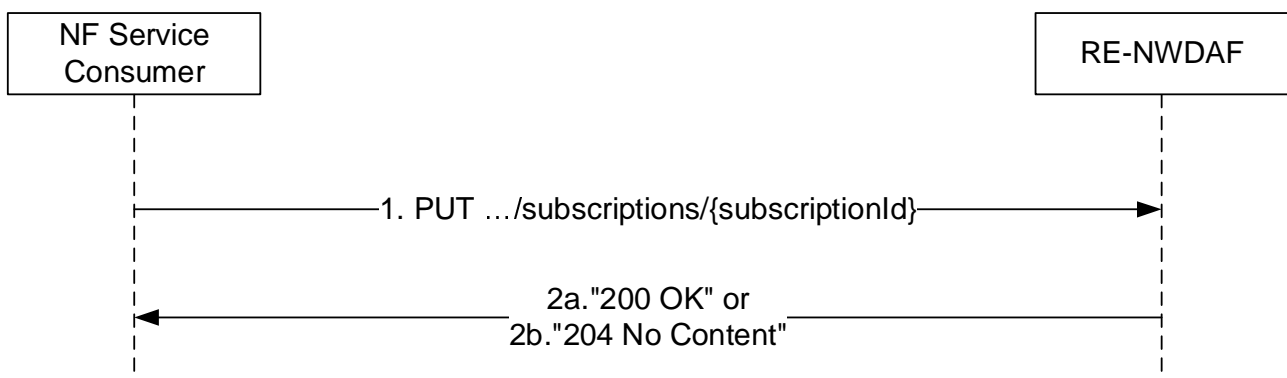 NF Service
Consumer
RE-NWDAF
1. PUT …/subscriptions/{subscriptionId}
2a."200 OK" or
2b."204 No Content"